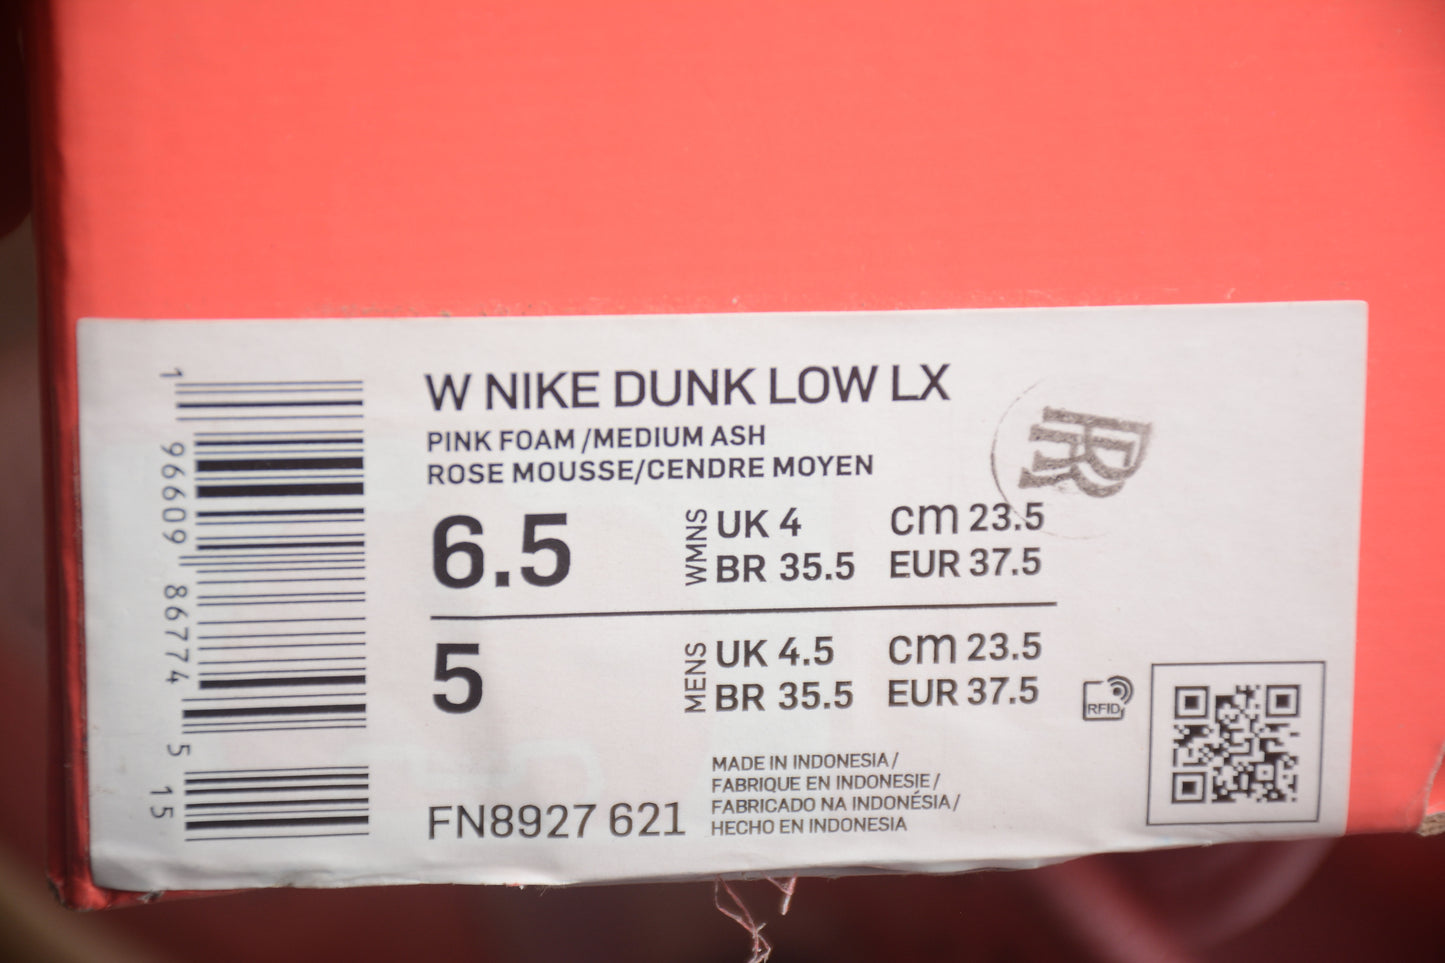 W NIKE DUNK LOW LX
PINK FOAM /MEDIUM ASH
ROSE MOUSSE/CENDRE MOYEN
6.5 WMNS UK 4 CM 23.5
BR 35.5 EUR 37.5
5 MENS UK 4.5 CM 23.5
BR 35.5 EUR 37.5
RFID
MADE IN INDONESIA/
FABRIQUE EN INDONESIE/
FABRICADO NA INDONÉSIA/
HECHO EN INDONESIA
FN8927 621
1 96609 86774 5 15